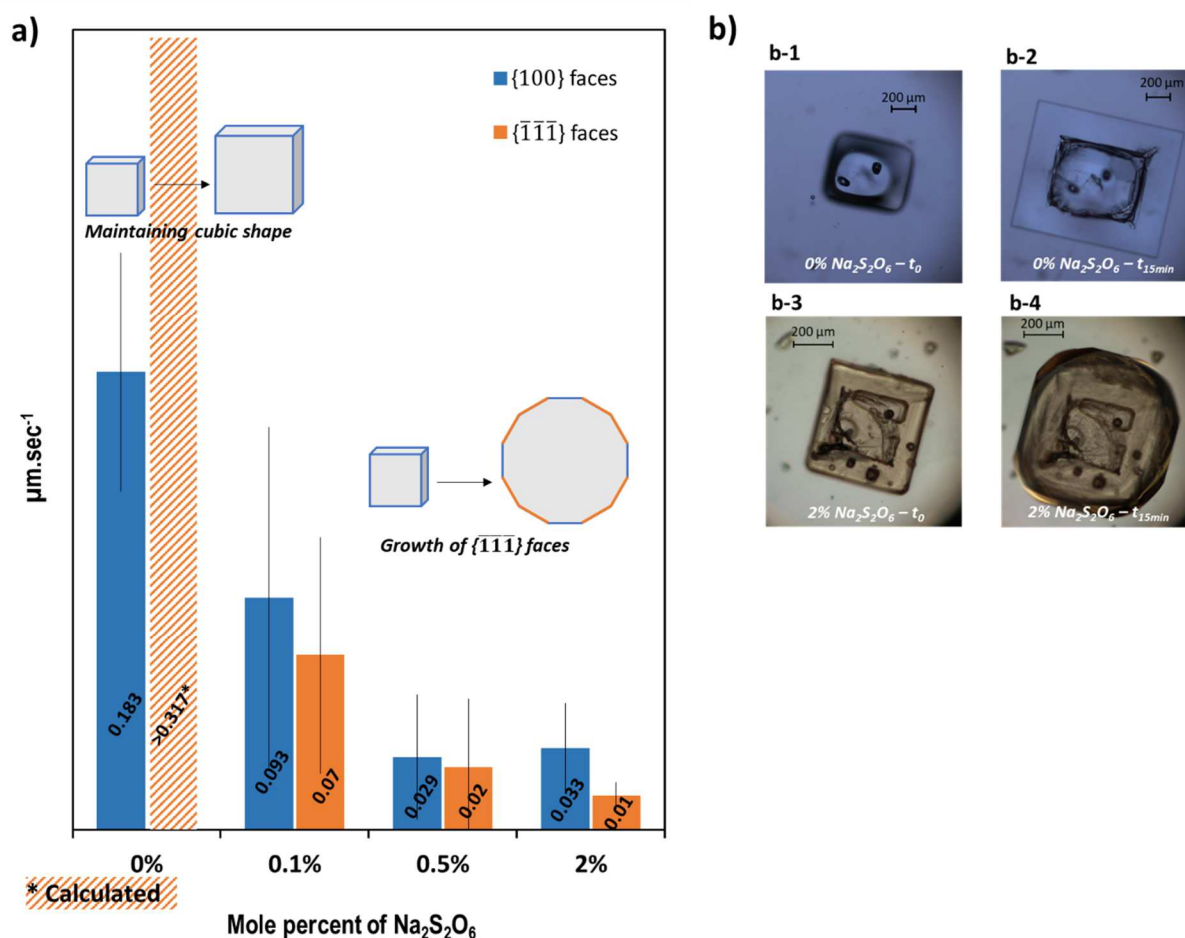 a)
{100} faces
{1̅1̅1̅} faces
Maintaining cubic shape
Growth of {1̅1̅1̅} faces
µm.sec⁻¹
0.183
>0.317*
0.093
0.07
0.029
0.02
0.033
0.01
0%
0.1%
0.5%
2%
* Calculated
Mole percent of Na₂S₂O₆
b)
b-1
200 µm
0% Na₂S₂O₆ – t₀
b-2
200 µm
0% Na₂S₂O₆ – t₁₅ₘᵢₙ
b-3
200 µm
2% Na₂S₂O₆ – t₀
b-4
200 µm
2% Na₂S₂O₆ – t₁₅ₘᵢₙ